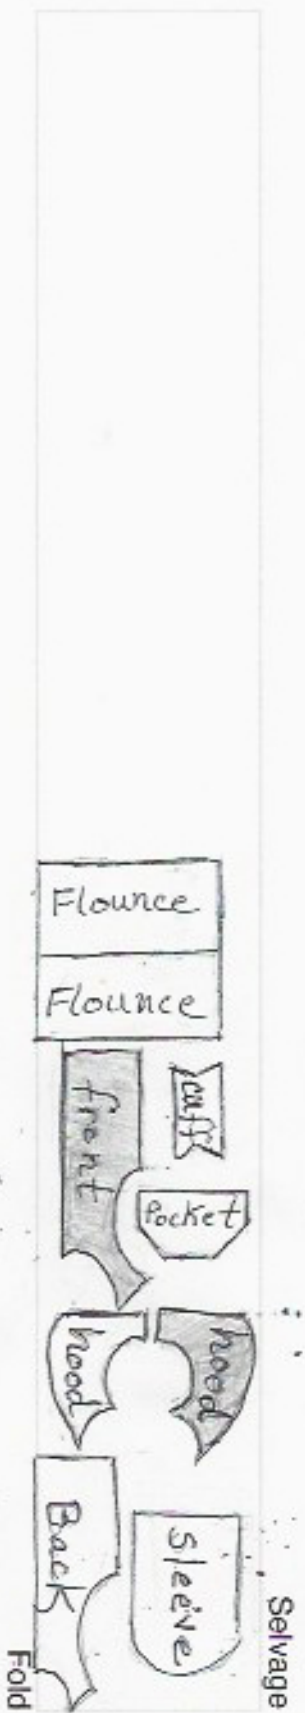 Flounce
Flounce
cuff
front
Pocket
hood
hood
Back
Sleeve
Selvage
Fold